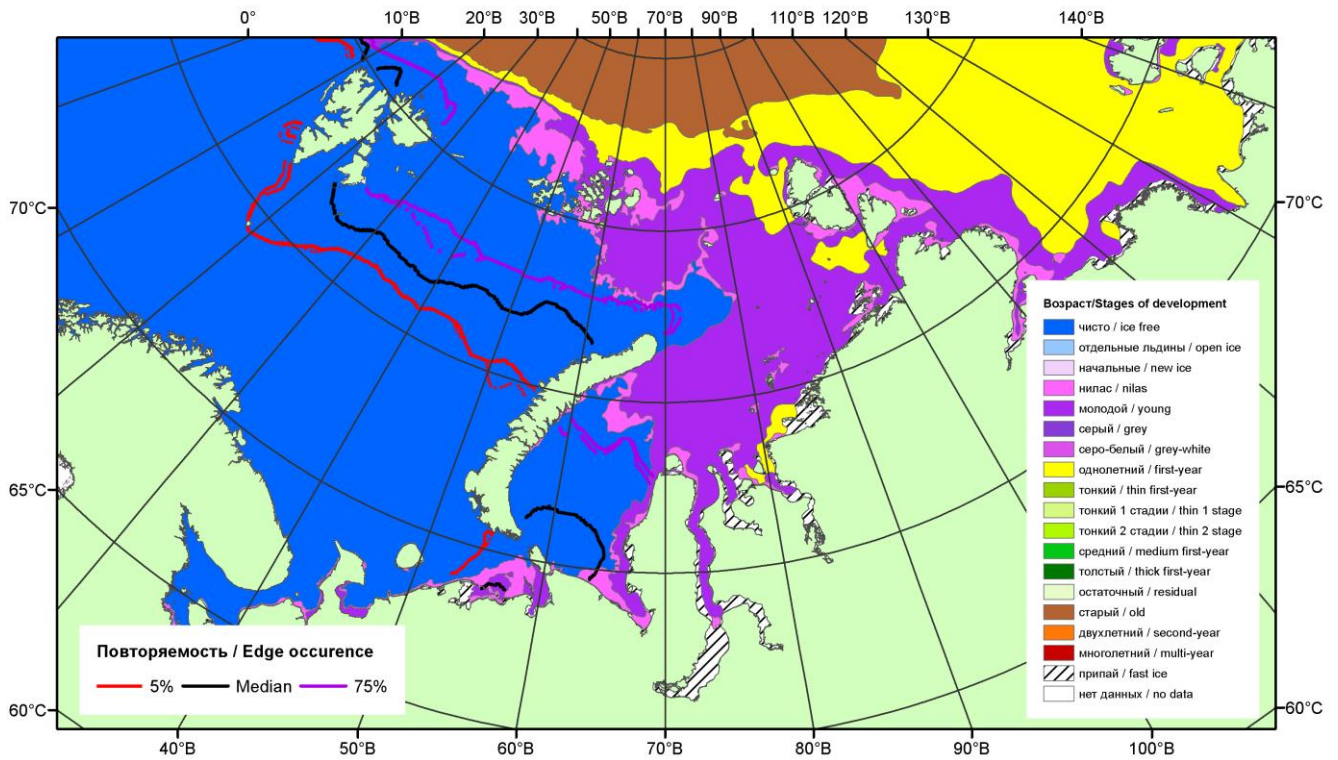 0° 10°В 20°В 30°В 50°В 70°В 90°В 110°В 120°В 130°В 140°В
70°С 70°С
65°С 65°С
60°С 60°С
Возраст/Stages of development
чисто / ice free
отдельные льдины / open ice
начальные / new ice
нилас / nilas
молодой / young
серый / grey
серо-белый / grey-white
однолетний / first-year
тонкий / thin first-year
тонкий 1 стадии / thin 1 stage
тонкий 2 стадии / thin 2 stage
средний / medium first-year
толстый / thick first-year
остаточный / residual
старый / old
двухлетний / second-year
многолетний / multi-year
припай / fast ice
нет данных / no data
Повторяемость / Edge occurence
5% Median 75%
40°В 50°В 60°В 70°В 80°В 90°В 100°В